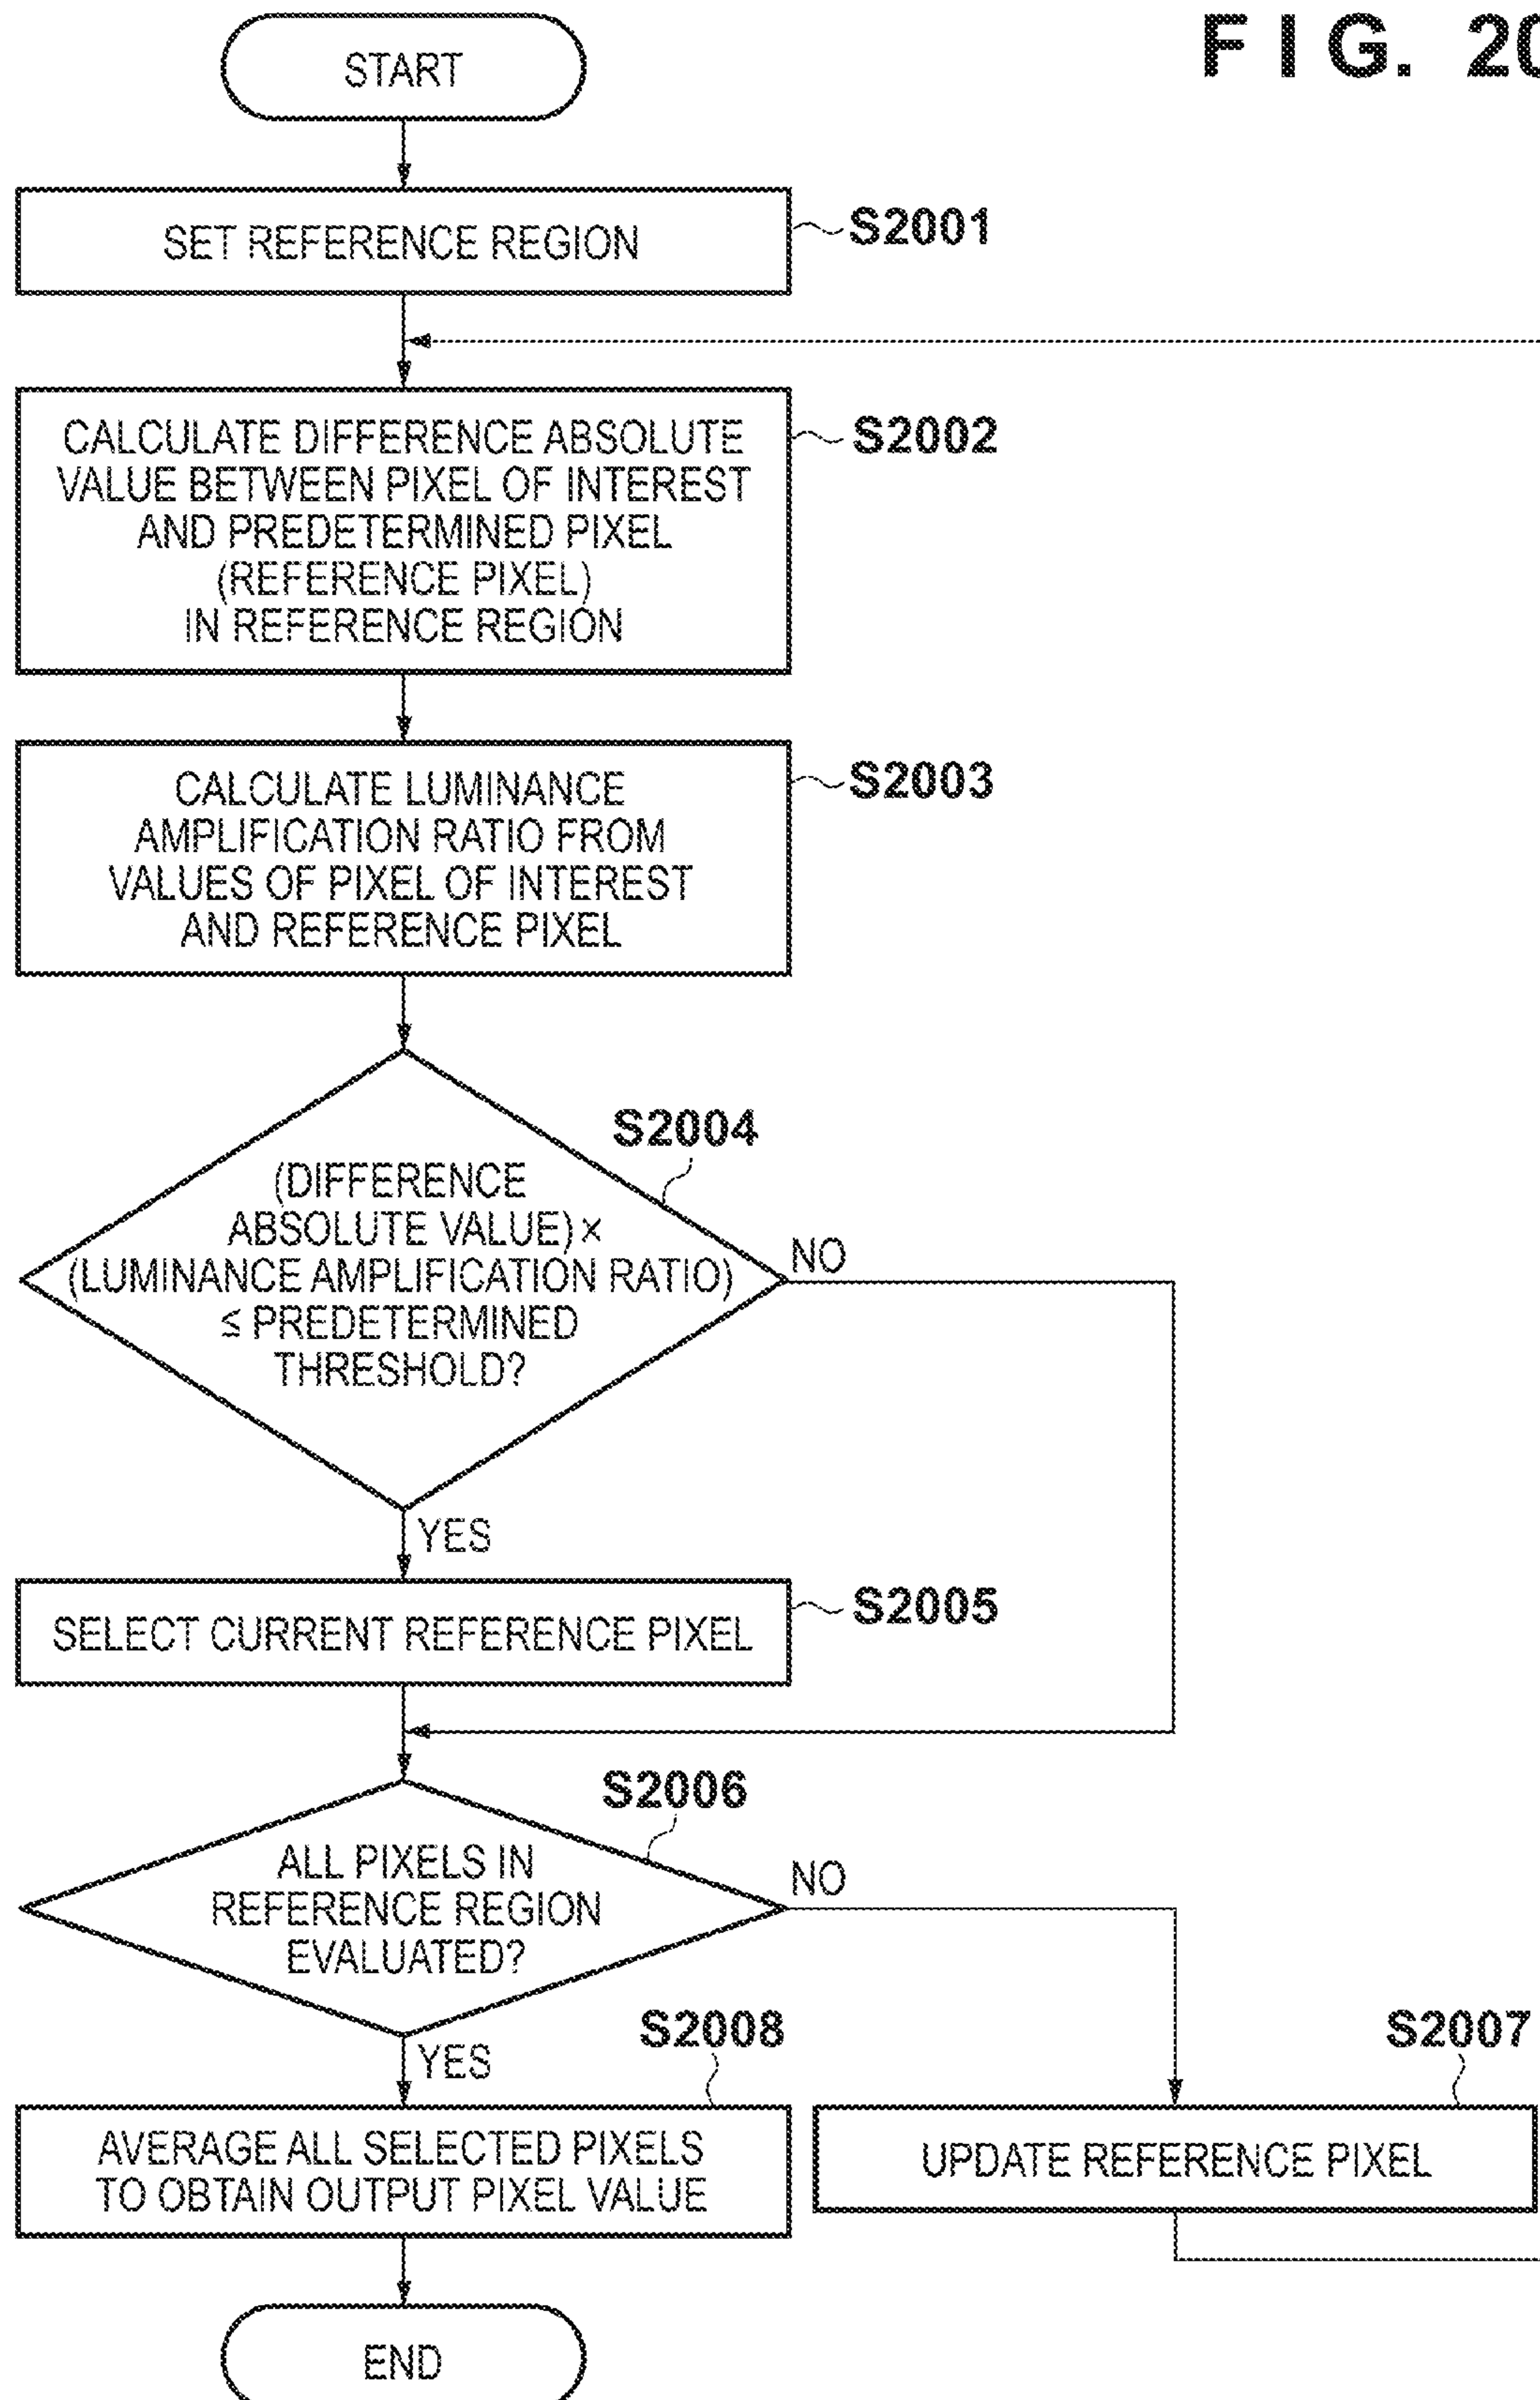 FIG. 20
START
SET REFERENCE REGION
S2001
CALCULATE DIFFERENCE ABSOLUTE
VALUE BETWEEN PIXEL OF INTEREST
AND PREDETERMINED PIXEL
(REFERENCE PIXEL)
IN REFERENCE REGION
S2002
CALCULATE LUMINANCE
AMPLIFICATION RATIO FROM
VALUES OF PIXEL OF INTEREST
AND REFERENCE PIXEL
S2003
S2004
(DIFFERENCE
ABSOLUTE VALUE) ×
(LUMINANCE AMPLIFICATION RATIO)
≦ PREDETERMINED
THRESHOLD?
NO
YES
SELECT CURRENT REFERENCE PIXEL
S2005
S2006
ALL PIXELS IN
REFERENCE REGION
EVALUATED?
NO
YES
S2008
AVERAGE ALL SELECTED PIXELS
TO OBTAIN OUTPUT PIXEL VALUE
S2007
UPDATE REFERENCE PIXEL
END